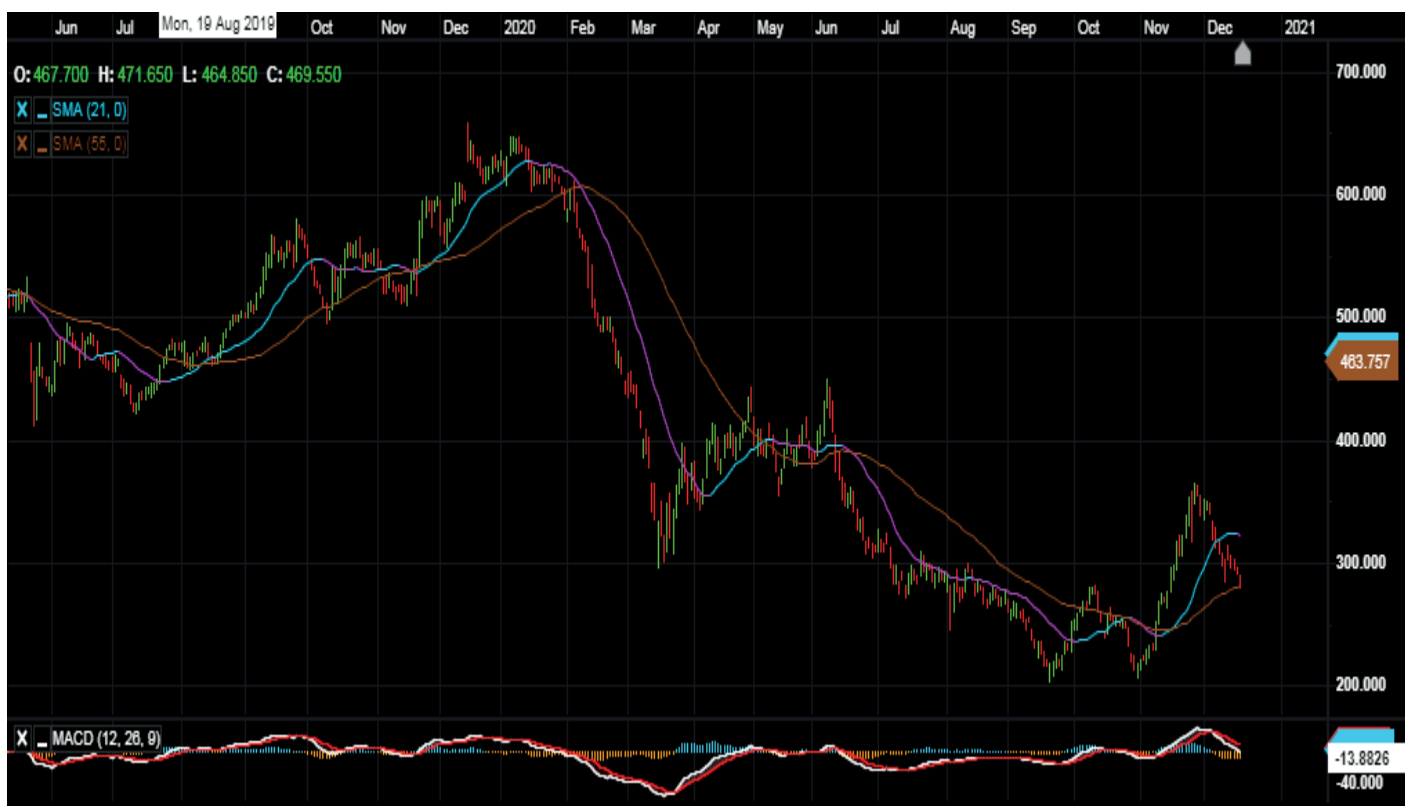 Jun Jul Mon, 19 Aug 2019 Oct Nov Dec 2020 Feb Mar Apr May Jun Jul Aug Sep Oct Nov Dec 2021
O: 467.700 H: 471.650 L: 464.850 C: 469.550
X SMA (21, 0)
X SMA (55, 0)
700.000
600.000
500.000
463.757
400.000
300.000
200.000
X MACD (12, 26, 9)
-13.8826
-40.000